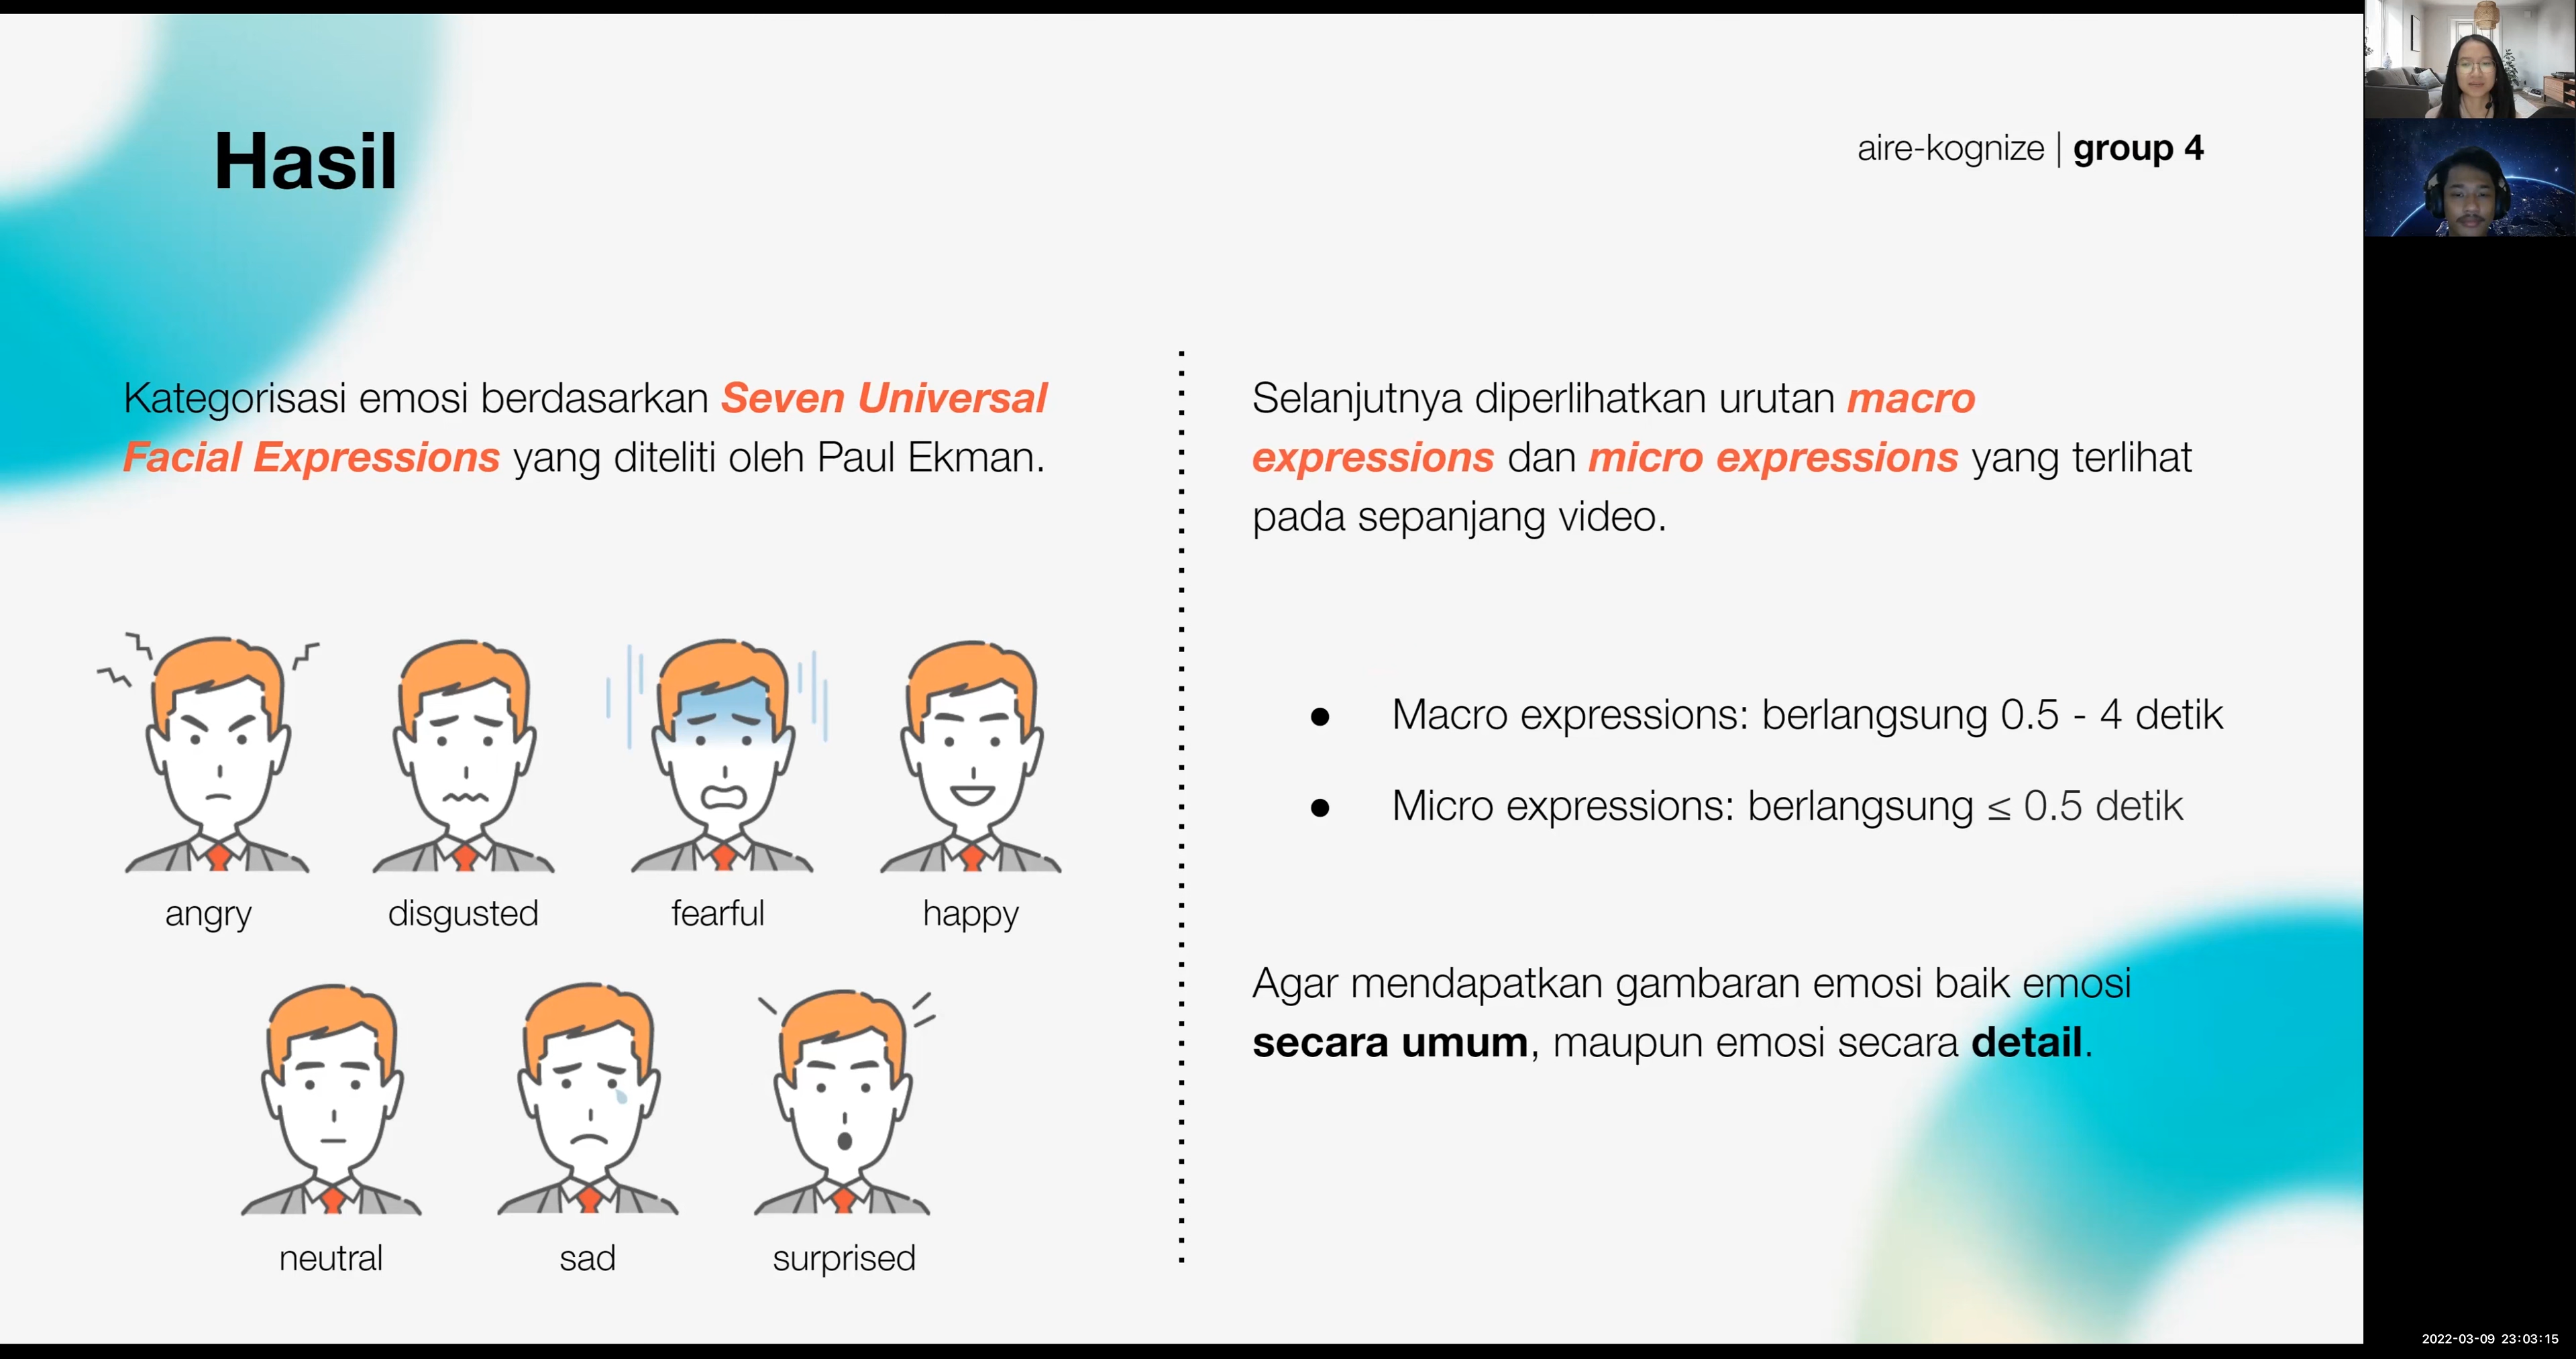 Hasil
aire-kognize | group 4
Kategorisasi emosi berdasarkan Seven Universal
Facial Expressions yang diteliti oleh Paul Ekman.
angry
disgusted
fearful
happy
neutral
sad
surprised
Selanjutnya diperlihatkan urutan macro
expressions dan micro expressions yang terlihat
pada sepanjang video.
● Macro expressions: berlangsung 0.5 - 4 detik
● Micro expressions: berlangsung ≤ 0.5 detik
Agar mendapatkan gambaran emosi baik emosi
secara umum, maupun emosi secara detail.
2022-03-09 23:03:15